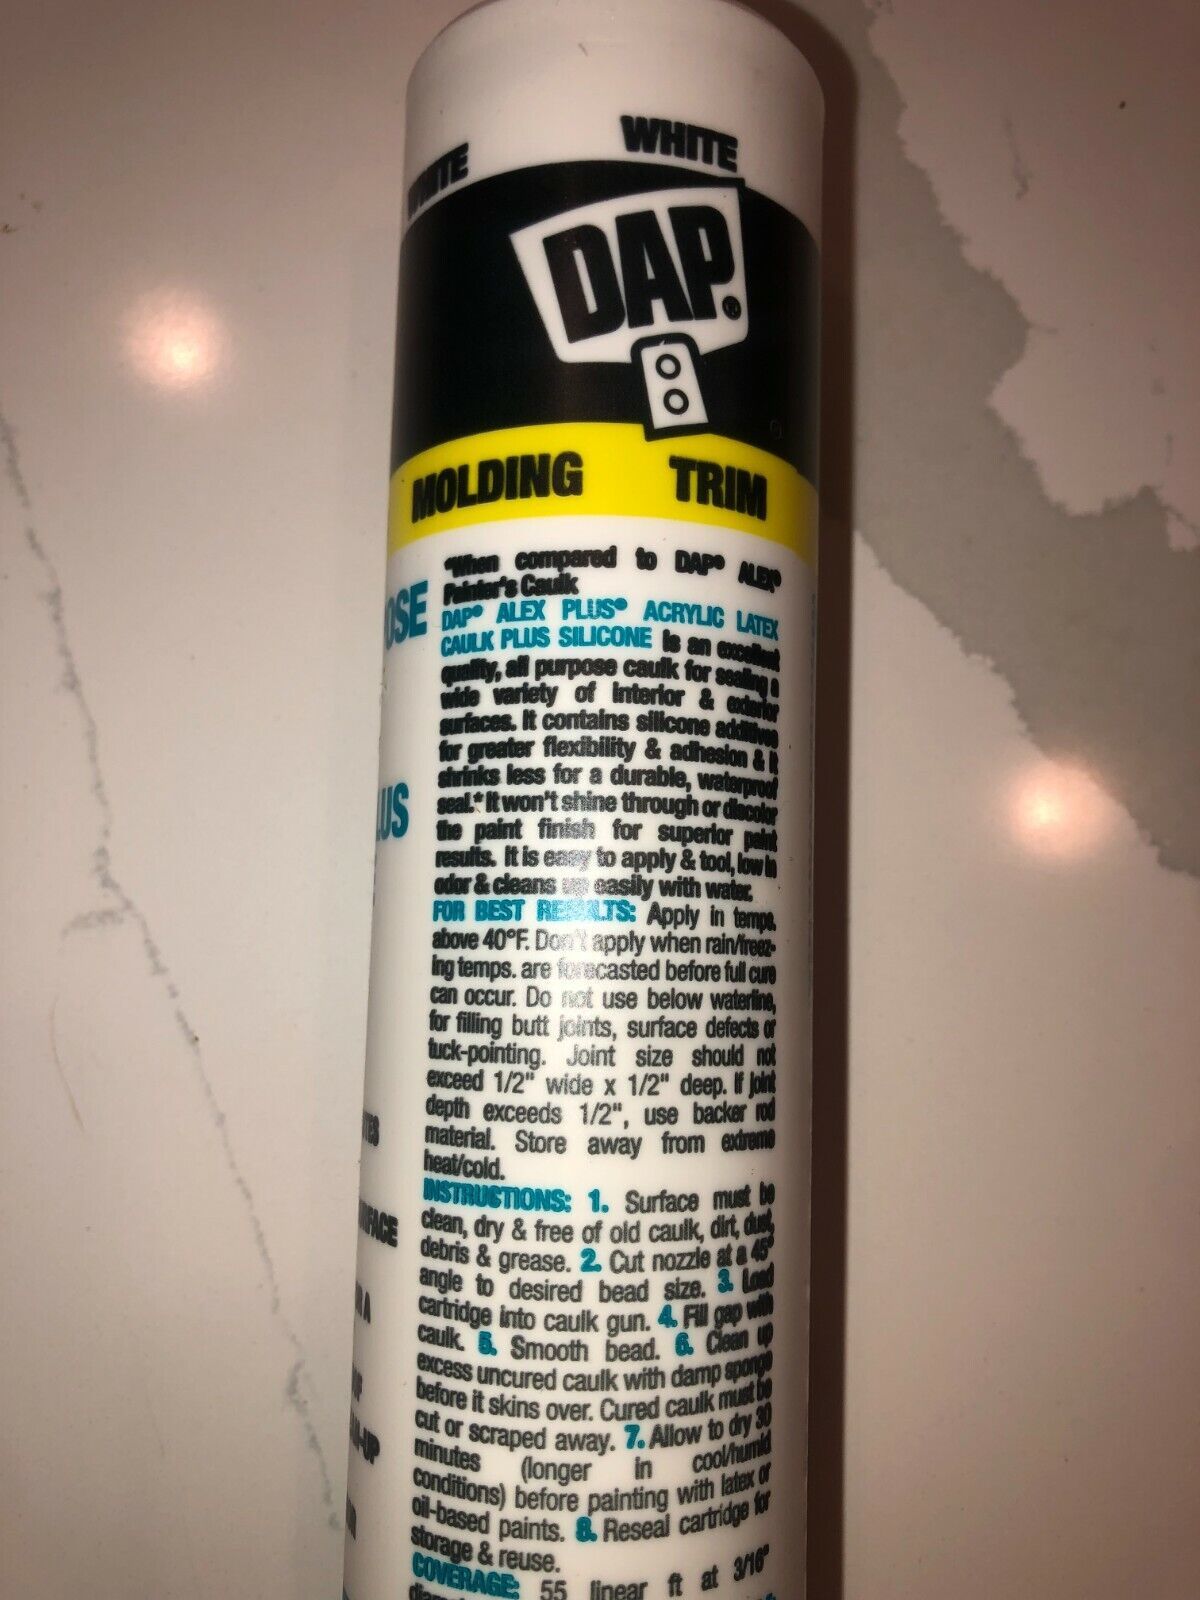 WHITE
WHITE
DAP®
MOLDING TRIM
*When compared to DAP® ALEX®
Painter's Caulk
DAP® ALEX PLUS® ACRYLIC LATEX
CAULK PLUS SILICONE is an excellent
quality, all purpose caulk for sealing a
wide variety of interior & exterior
surfaces. It contains silicone additives
for greater flexibility & adhesion & it
shrinks less for a durable, waterproof
seal.* It won't shine through or discolor
the paint finish for superior paint
results. It is easy to apply & tool, low in
odor & cleans up easily with water.
FOR BEST RESULTS: Apply in temps.
above 40°F. Don't apply when rain/freez-
ing temps. are forecasted before full cure
can occur. Do not use below waterline,
for filling butt joints, surface defects or
tuck-pointing. Joint size should not
exceed 1/2" wide x 1/2" deep. If joint
depth exceeds 1/2", use backer rod
material. Store away from extreme
heat/cold.
INSTRUCTIONS: 1. Surface must be
clean, dry & free of old caulk, dirt, dust,
debris & grease. 2. Cut nozzle at a 45°
angle to desired bead size. 3. Load
cartridge into caulk gun. 4. Fill gap with
caulk. 5. Smooth bead. 6. Clean up
excess uncured caulk with damp sponge
before it skins over. Cured caulk must be
cut or scraped away. 7. Allow to dry 30
minutes (longer in cool/humid
conditions) before painting with latex or
oil-based paints. 8. Reseal cartridge for
storage & reuse.
COVERAGE: 55 linear ft at 3/16"